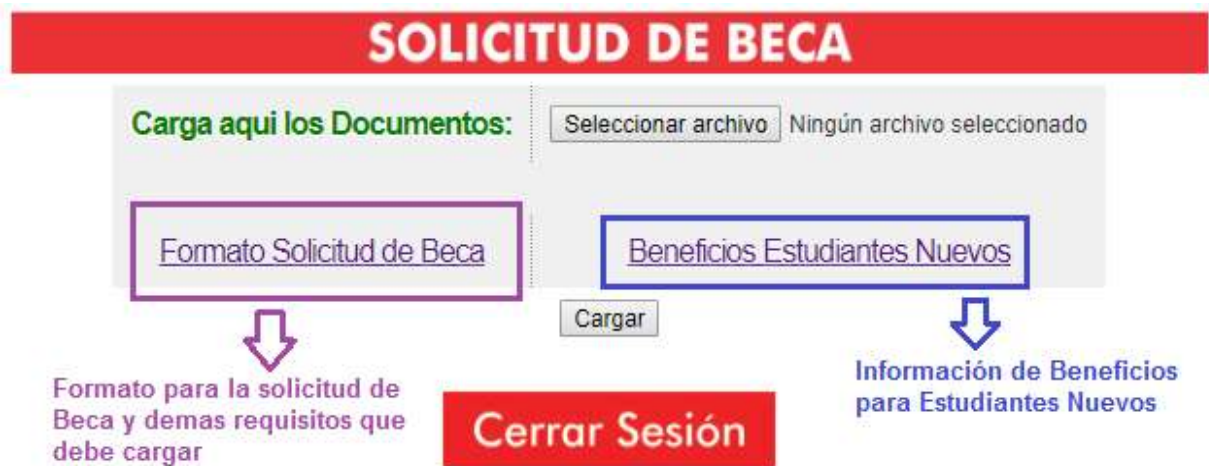 SOLICITUD DE BECA
Carga aqui los Documentos:
Seleccionar archivo Ningún archivo seleccionado
Formato Solicitud de Beca
Beneficios Estudiantes Nuevos
Cargar
Formato para la solicitud de
Beca y demas requisitos que
debe cargar
Información de Beneficios
para Estudiantes Nuevos
Cerrar Sesión